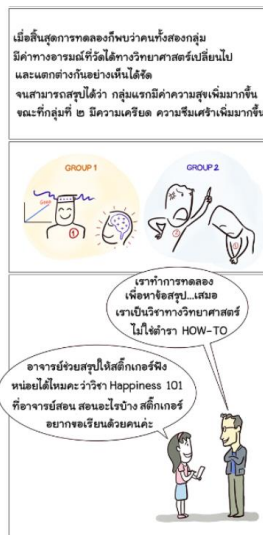 เมื่อสิ้นสุดการทดลองก็พบว่าคนทั้งสองกลุ่ม
มีค่าทางอารมณ์ที่วัดได้ทางวิทยาศาสตร์เปลี่ยนไป
และแตกต่างกันอย่างเห็นได้ชัด
จนสามารถสรุปได้ว่า กลุ่มแรกมีค่าความสุขเพิ่มมากขึ้น
ขณะที่กลุ่มที่ ๒ มีความเครียด ความซึมเศร้าเพิ่มมากขึ้น
GROUP 1
GROUP 2
1
2
2
เราทำการทดลอง
เพื่อหาข้อสรุป...เสมอ
เราเป็นวิชาทางวิทยาศาสตร์
ไม่ใช่ตำรา HOW-TO
อาจารย์ช่วยสรุปให้สติ๊กเกอร์ฟัง
หน่อยได้ไหมคะว่าวิชา Happiness 101
ที่อาจารย์สอน สอนอะไรบ้าง สติ๊กเกอร์
อยากขอเรียนด้วยคนค่ะ